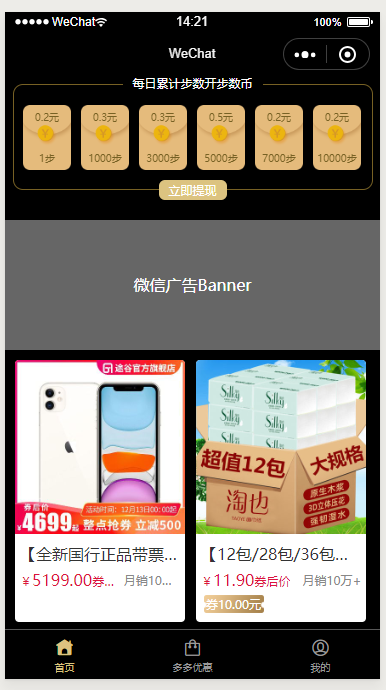 WeChat 14:21 100%
WeChat
每日累计步数开步数币
0.2元 0.3元 0.3元 0.5元 0.2元 0.2元
¥ ¥ ¥ ¥ ¥ ¥
1步 1000步 3000步 5000步 7000步 10000步
立即提现
微信广告Banner
途谷官方旗舰店
券后价
¥4699元起
活动时间：12月13日00:00起
整点抢券 立减500
超值12包
大规格
淘也
原生木浆
3D立体压花
强韧湿水
【全新国行正品带票...
¥ 5199.00券... 月销10...
【12包/28包/36包...
¥ 11.90券后价 月销10万+
券10.00元
首页 多多优惠 我的